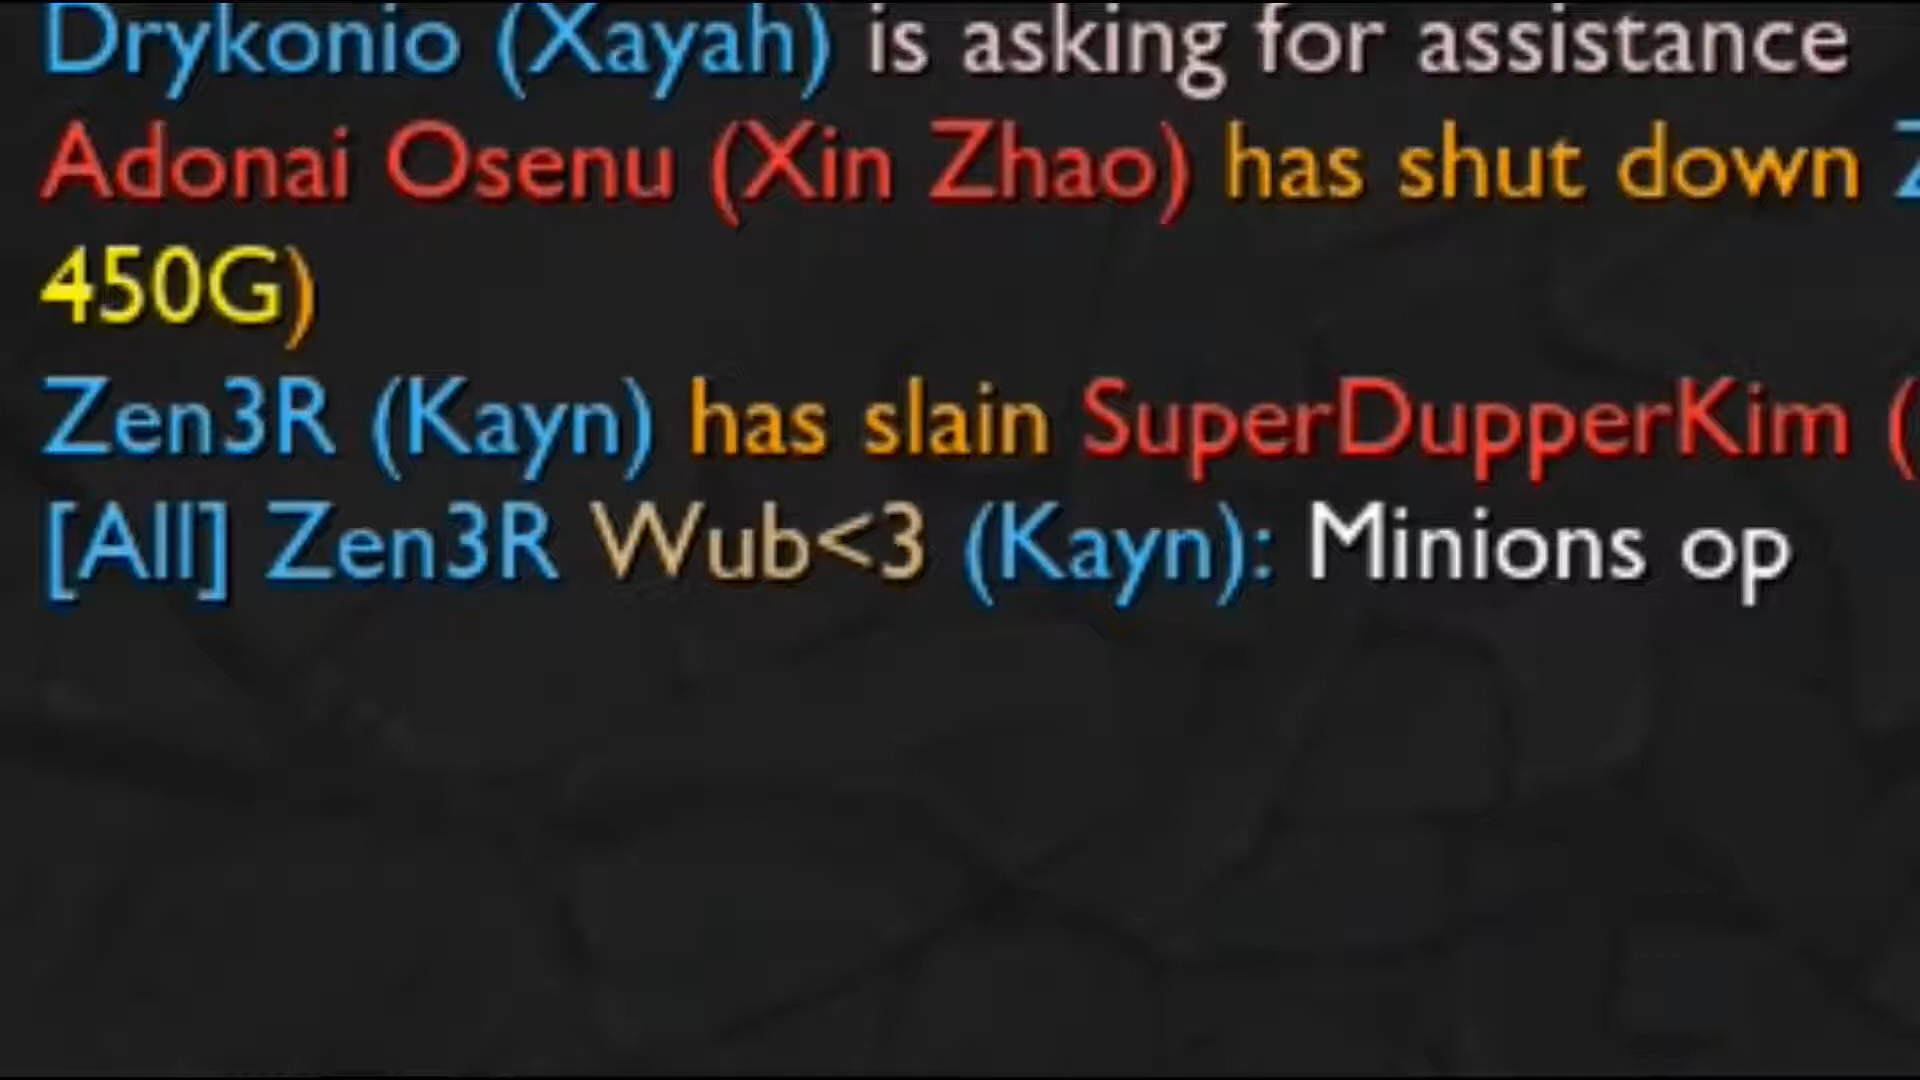 Drykonio (Xayah) is asking for assistance
Adonai Osenu (Xin Zhao) has shut down
450G)
Zen3R (Kayn) has slain SuperDupperKim (
[All] Zen3R Wub<3 (Kayn): Minions op